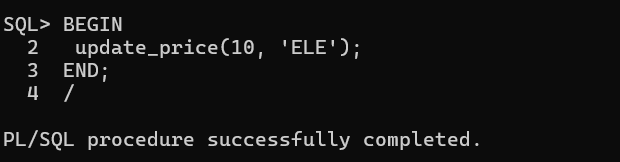 SQL> BEGIN
  2   update_price(10, 'ELE');
  3  END;
  4  /
PL/SQL procedure successfully completed.